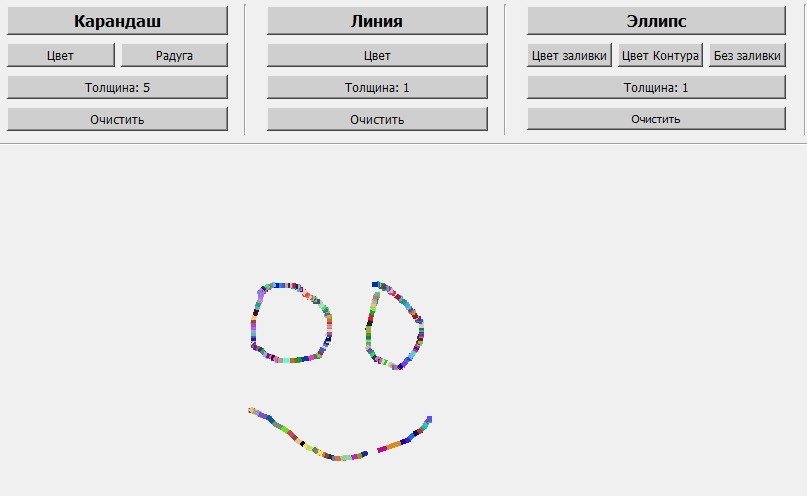 Карандаш Линия Эллипс
Цвет Радуга Цвет Цвет заливки Цвет Контура Без заливки
Толщина: 5 Толщина: 1 Толщина: 1
Очистить Очистить Очистить